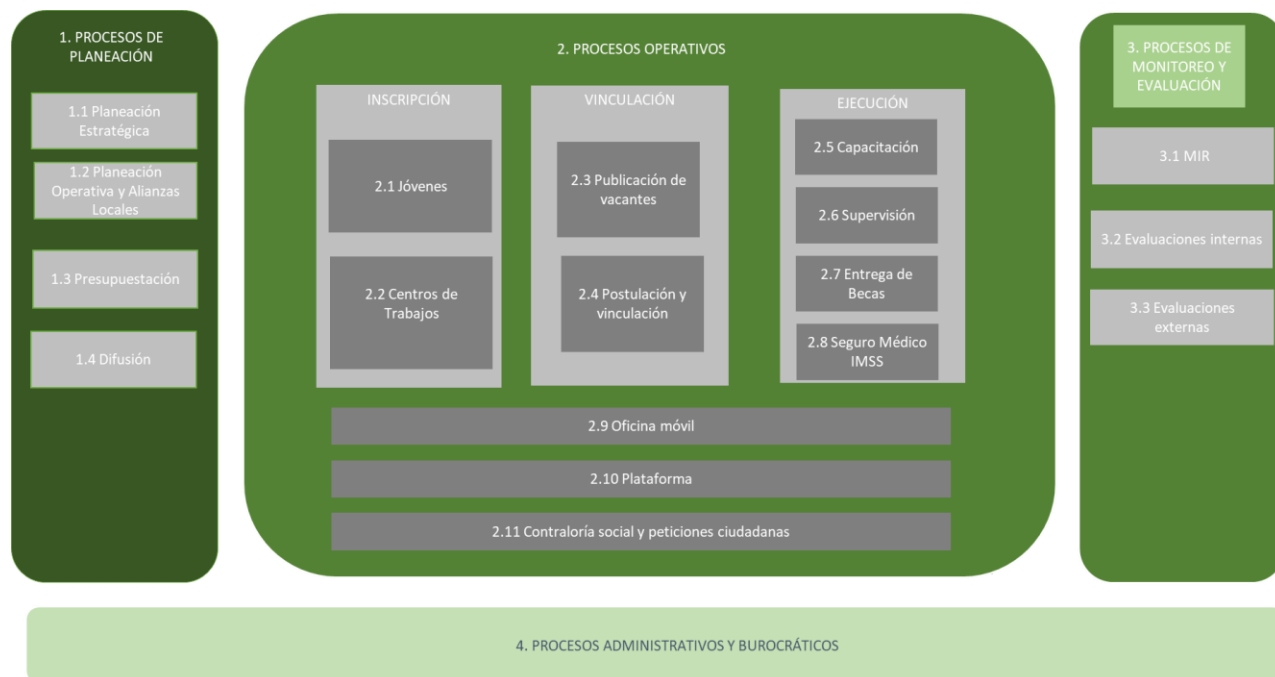 1. PROCESOS DE
PLANEACIÓN
1.1 Planeación
Estratégica
1.2 Planeación
Operativa y Alianzas
Locales
1.3 Presupuestación
1.4 Difusión
2. PROCESOS OPERATIVOS
INSCRIPCIÓN
2.1 Jóvenes
2.2 Centros de
Trabajos
VINCULACIÓN
2.3 Publicación de
vacantes
2.4 Postulación y
vinculación
EJECUCIÓN
2.5 Capacitación
2.6 Supervisión
2.7 Entrega de
Becas
2.8 Seguro Médico
IMSS
2.9 Oficina móvil
2.10 Plataforma
2.11 Contraloría social y peticiones ciudadanas
3. PROCESOS DE
MONITOREO Y
EVALUACIÓN
3.1 MIR
3.2 Evaluaciones internas
3.3 Evaluaciones
externas
4. PROCESOS ADMINISTRATIVOS Y BUROCRÁTICOS